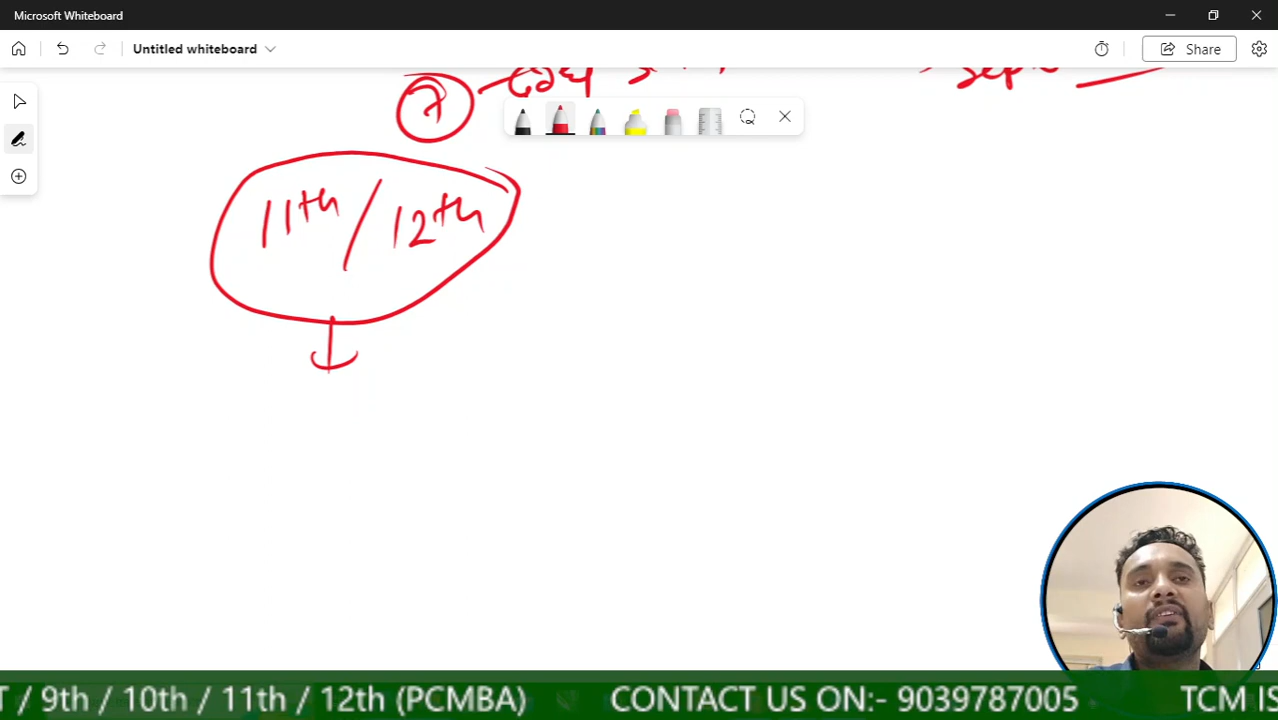 Microsoft Whiteboard
Untitled whiteboard
Share
7
11th / 12th
T / 9th / 10th / 11th / 12th (PCMBA) CONTACT US ON:- 9039787005 TCM IS